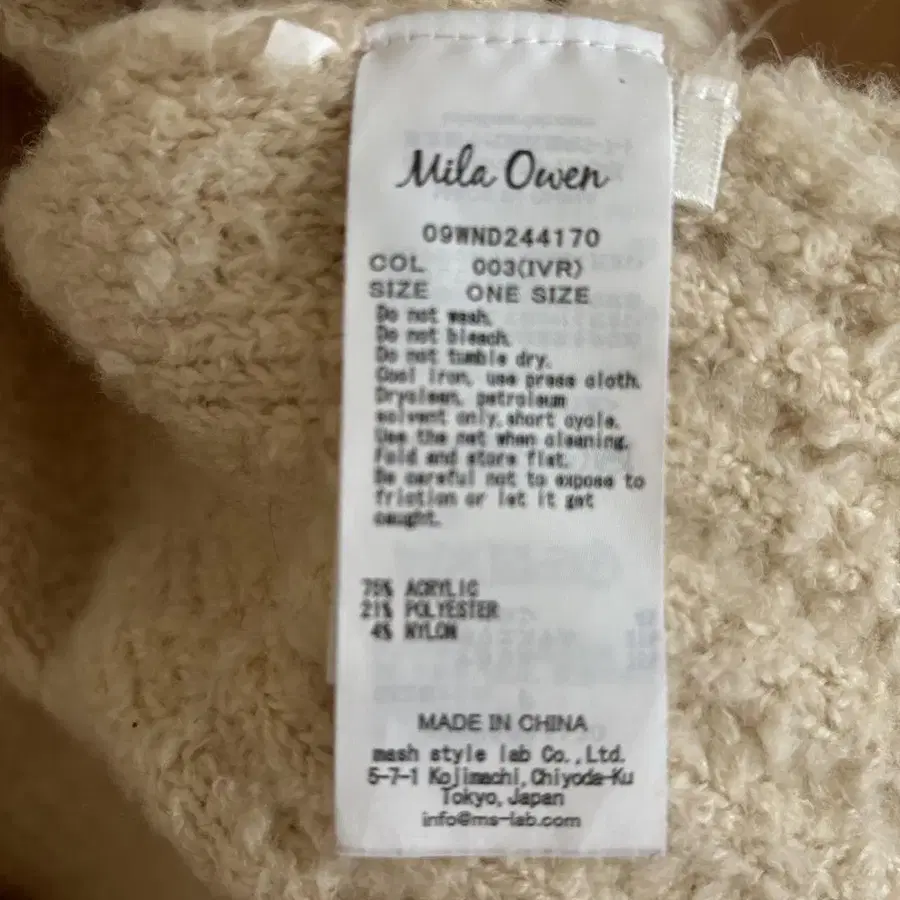 Mila Owen
09WND244170
COL 003(IVR)
SIZE ONE SIZE
Do not wash.
Do not bleach.
Do not tumble dry.
Cool iron, use press cloth.
Dryclean, petroleum
solvent only, short cycle.
Use the net when cleaning.
Fold and store flat.
Be careful not to expose to
friction or let it get
caught.
75% ACRYLIC
21% POLYESTER
4% NYLON
MADE IN CHINA
mash style lab Co.,Ltd.
5-7-1 Kojimachi,Chiyoda-Ku
Tokyo,Japan
info@ms-lab.com